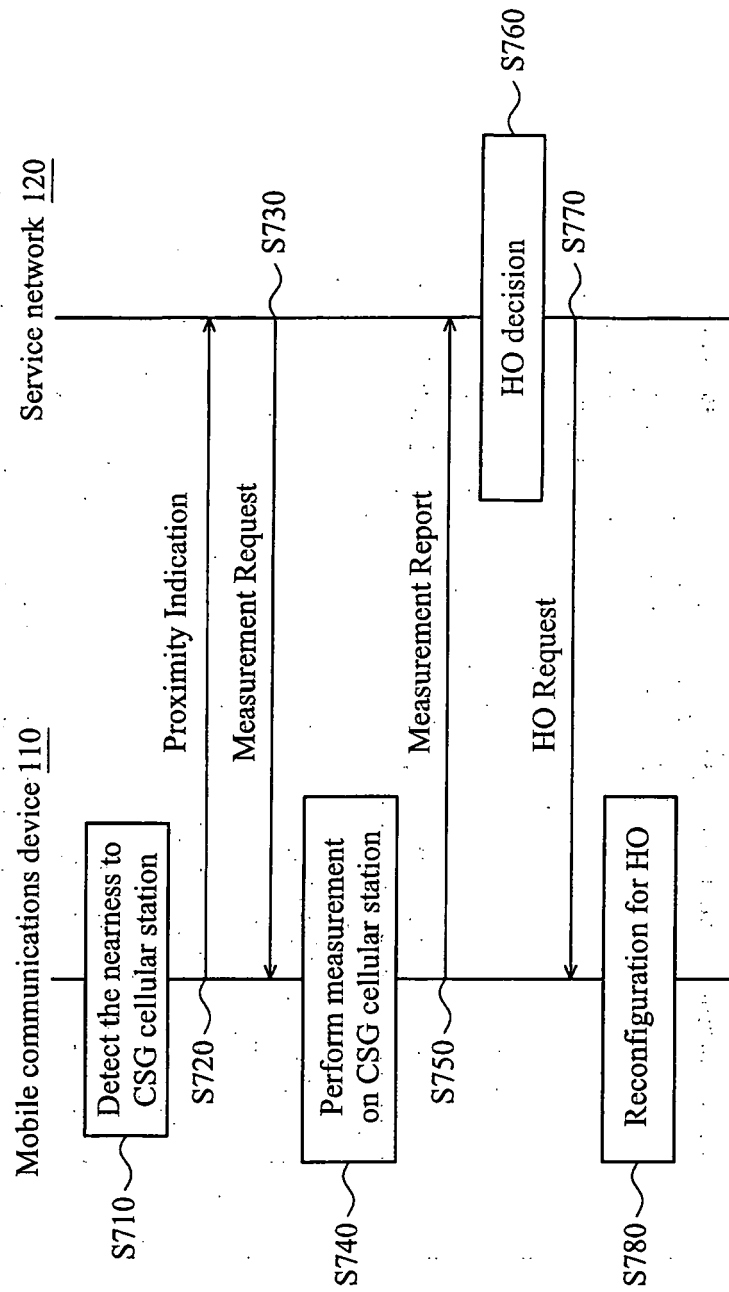 Mobile communications device 110
Service network 120
S710
Detect the nearness to
CSG cellular station
Proximity Indication
S720
Measurement Request
S730
S740
Perform measurement
on CSG cellular station
Measurement Report
S750
HO decision
S760
HO Request
S770
S780
Reconfiguration for HO